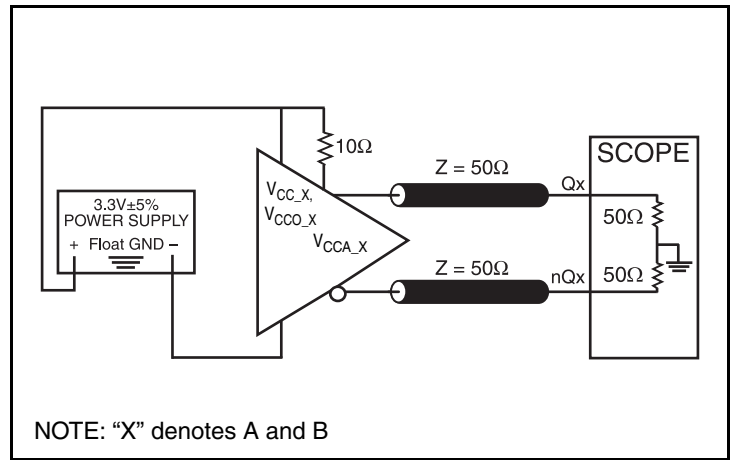 3.3V±5%
POWER SUPPLY
+ Float GND –
10Ω
VCC_X,
VCCO_X
VCCA_X
Z = 50Ω
Qx
Z = 50Ω
nQx
SCOPE
50Ω
50Ω
NOTE: “X” denotes A and B